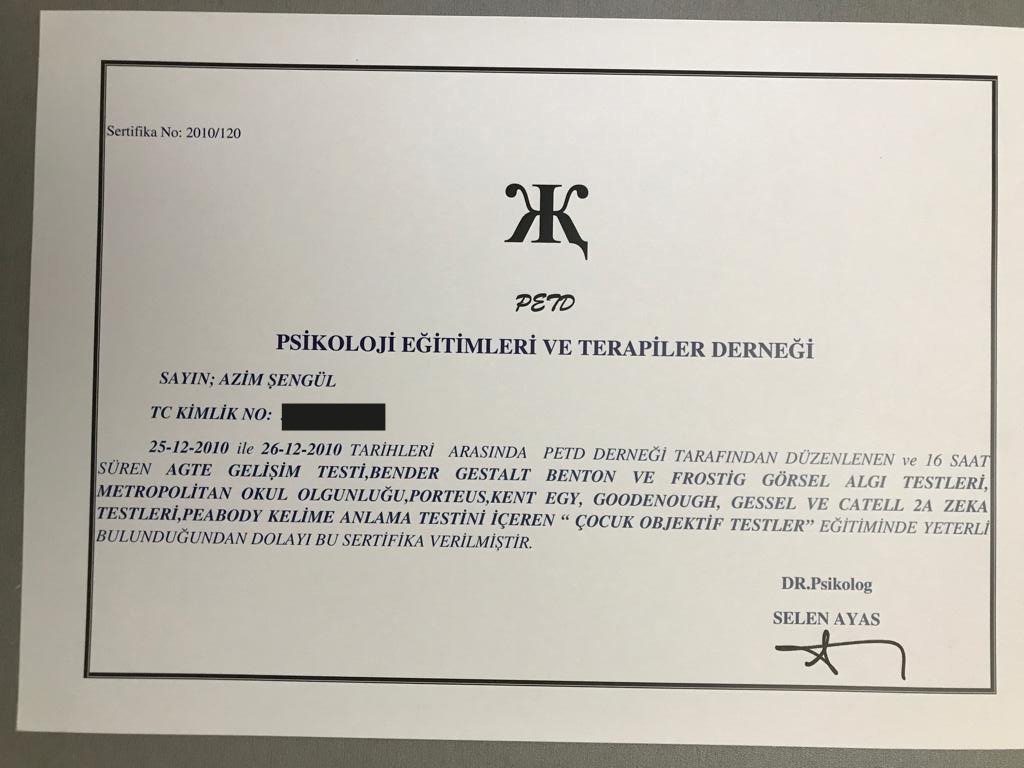 Sertifika No: 2010/120
PETD
PSİKOLOJİ EĞİTİMLERİ VE TERAPİLER DERNEĞİ
SAYIN; AZİM ŞENGÜL
TC KİMLİK NO:
25-12-2010 ile 26-12-2010 TARİHLERİ ARASINDA PETD DERNEĞİ TARAFINDAN DÜZENLENEN ve 16 SAAT
SÜREN AGTE GELİŞİM TESTİ,BENDER GESTALT BENTON VE FROSTİG GÖRSEL ALGI TESTLERİ,
METROPOLİTAN OKUL OLGUNLUĞU,PORTEUS,KENT EGY, GOODENOUGH, GESSEL VE CATELL 2A ZEKA
TESTLERİ,PEABODY KELİME ANLAMA TESTİNİ İÇEREN “ ÇOCUK OBJEKTİF TESTLER” EĞİTİMİNDE YETERLİ
BULUNDUĞUNDAN DOLAYI BU SERTİFİKA VERİLMİŞTİR.
DR.Psikolog
SELEN AYAS